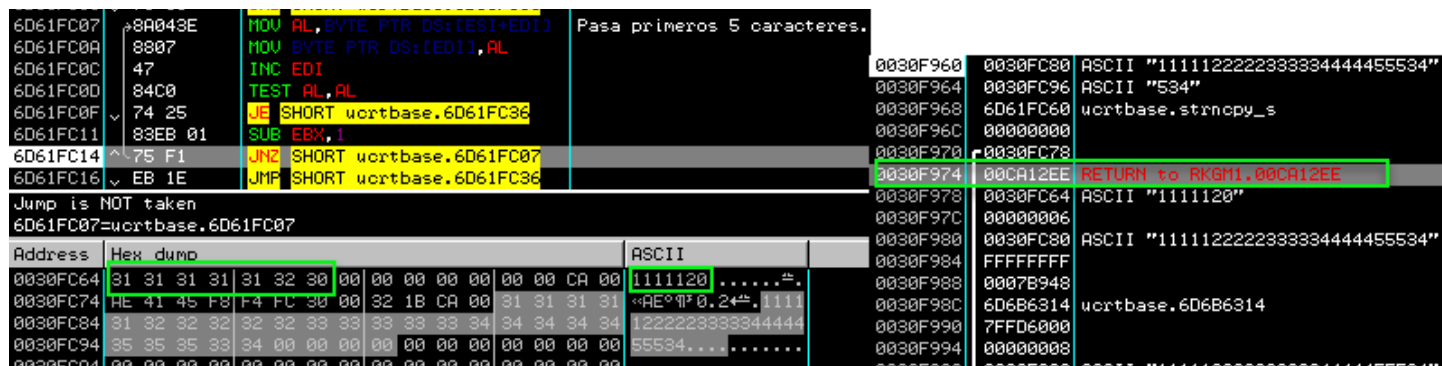 6D61FC07 8A043E MOV AL,BYTE PTR DS:[ESI+EDI] Pasa primeros 5 caracteres.
6D61FC0A 8807 MOV BYTE PTR DS:[EDI],AL
6D61FC0C 47 INC EDI
6D61FC0D 84C0 TEST AL,AL
6D61FC0F 74 25 JE SHORT ucrtbase.6D61FC36
6D61FC11 83EB 01 SUB EBX,1
6D61FC14 75 F1 JNZ SHORT ucrtbase.6D61FC07
6D61FC16 EB 1E JMP SHORT ucrtbase.6D61FC36
Jump is NOT taken
6D61FC07=ucrtbase.6D61FC07
Address Hex dump ASCII
0030FC64 31 31 31 31 31 32 30 00 00 00 00 00 00 00 CA 00 1111120 ......╩.
0030FC74 AE 41 45 F8 F4 FC 30 00 32 1B CA 00 31 31 31 31 1111
0030FC84 31 32 32 32 32 32 33 33 33 33 33 34 34 34 34 34 1222223333344444
0030FC94 35 35 35 33 34 00 00 00 00 00 00 00 00 00 00 00 55534...........
0030F960 0030FC80 ASCII "1111122222333334444455534"
0030F964 0030FC96 ASCII "534"
0030F968 6D61FC60 ucrtbase.strncpy_s
0030F96C 00000000
0030F970 0030FC78
0030F974 00CA12EE RETURN to RKGM1.00CA12EE
0030F978 0030FC64 ASCII "1111120"
0030F97C 00000006
0030F980 0030FC80 ASCII "1111122222333334444455534"
0030F984 FFFFFFFF
0030F988 0007B948
0030F98C 6D6B6314 ucrtbase.6D6B6314
0030F990 7FFD6000
0030F994 00000008